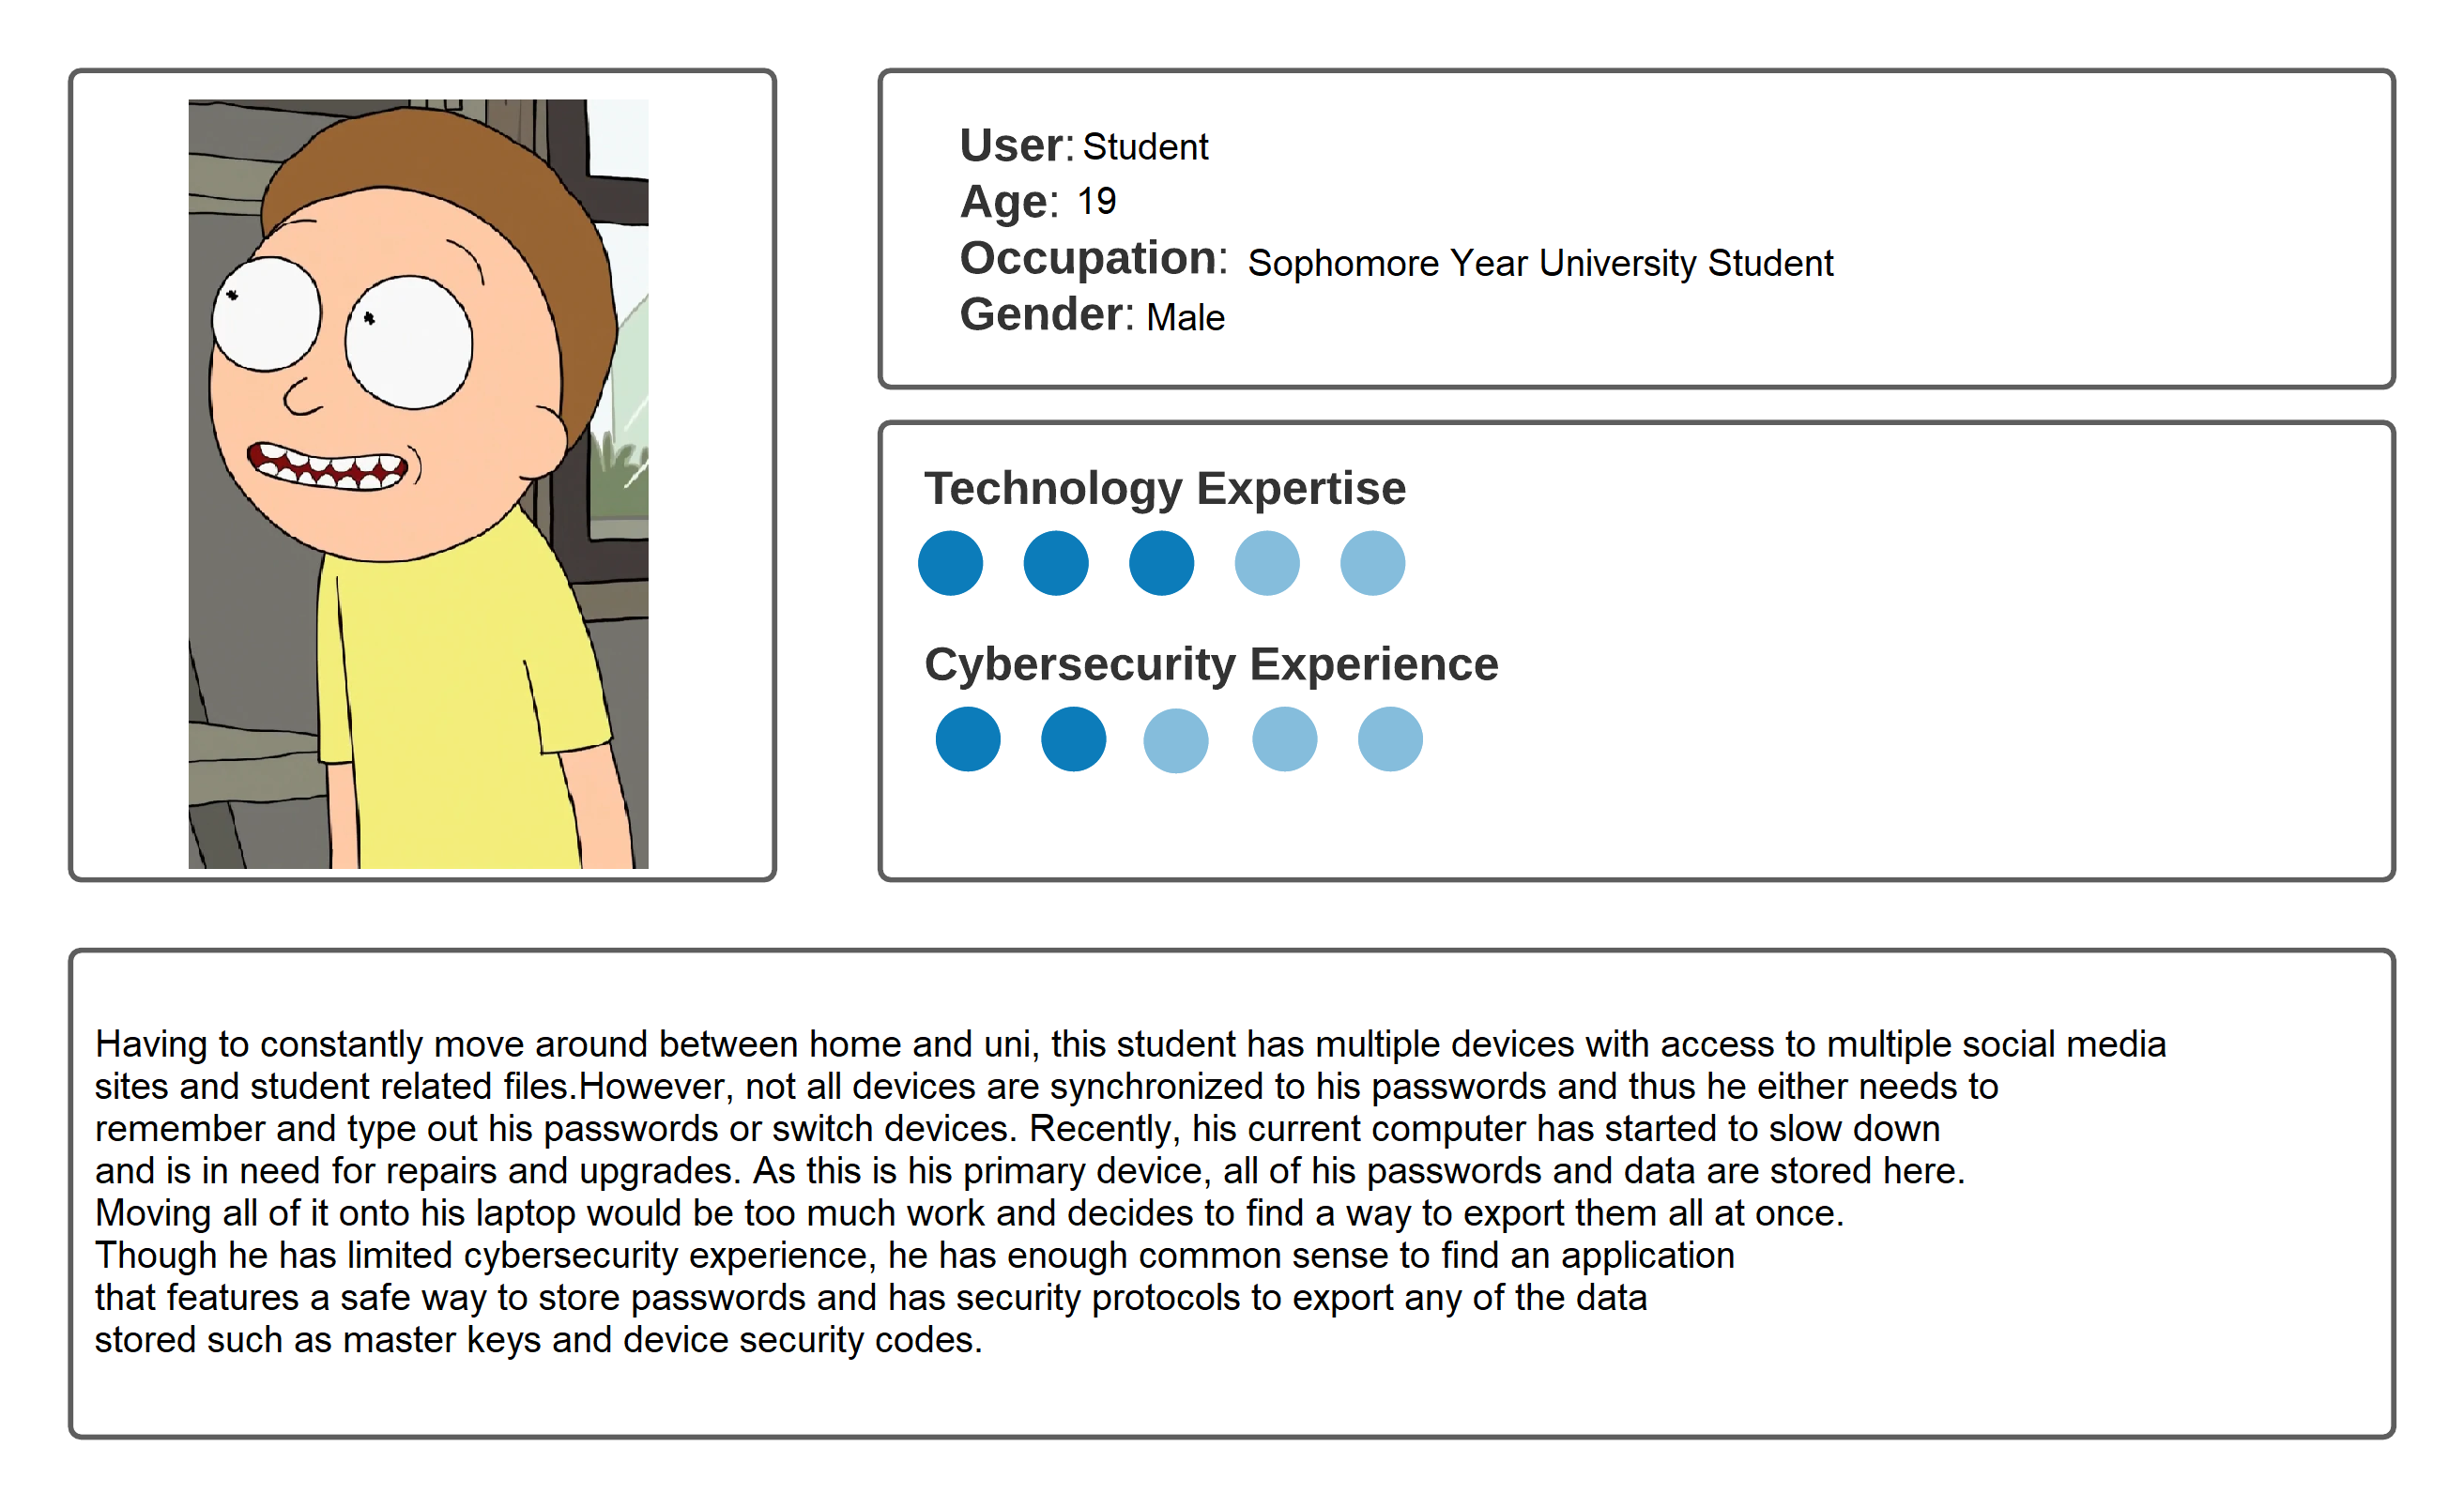 User: Student
Age: 19
Occupation: Sophomore Year University Student
Gender: Male
Technology Expertise
Cybersecurity Experience
Having to constantly move around between home and uni, this student has multiple devices with access to multiple social media
sites and student related files.However, not all devices are synchronized to his passwords and thus he either needs to
remember and type out his passwords or switch devices. Recently, his current computer has started to slow down
and is in need for repairs and upgrades. As this is his primary device, all of his passwords and data are stored here.
Moving all of it onto his laptop would be too much work and decides to find a way to export them all at once.
Though he has limited cybersecurity experience, he has enough common sense to find an application
that features a safe way to store passwords and has security protocols to export any of the data
stored such as master keys and device security codes.